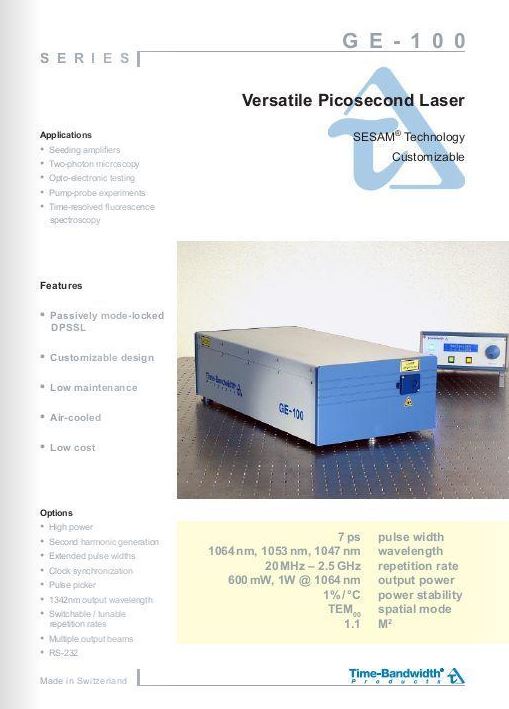 GE-100
SERIES
Versatile Picosecond Laser
SESAM® Technology
Customizable
Applications
• Seeding amplifiers
• Two-photon microscopy
• Opto-electronic testing
• Pump-probe experiments
• Time-resolved fluorescence
spectroscopy
Features
• Passively mode-locked
DPSSL
• Customizable design
• Low maintenance
• Air-cooled
• Low cost
Time-Bandwidth
GE-100
Options
• High power
• Second harmonic generation
• Extended pulse widths
• Clock synchronization
• Pulse picker
• 1342nm output wavelength
• Switchable / tunable
repetition rates
• Multiple output beams
• RS-232
7 ps pulse width
1064 nm, 1053 nm, 1047 nm wavelength
20 MHz – 2.5 GHz repetition rate
600 mW, 1W @ 1064 nm output power
1% / °C power stability
TEM₀₀ spatial mode
1.1 M²
Made in Switzerland
Time-Bandwidth®
Products